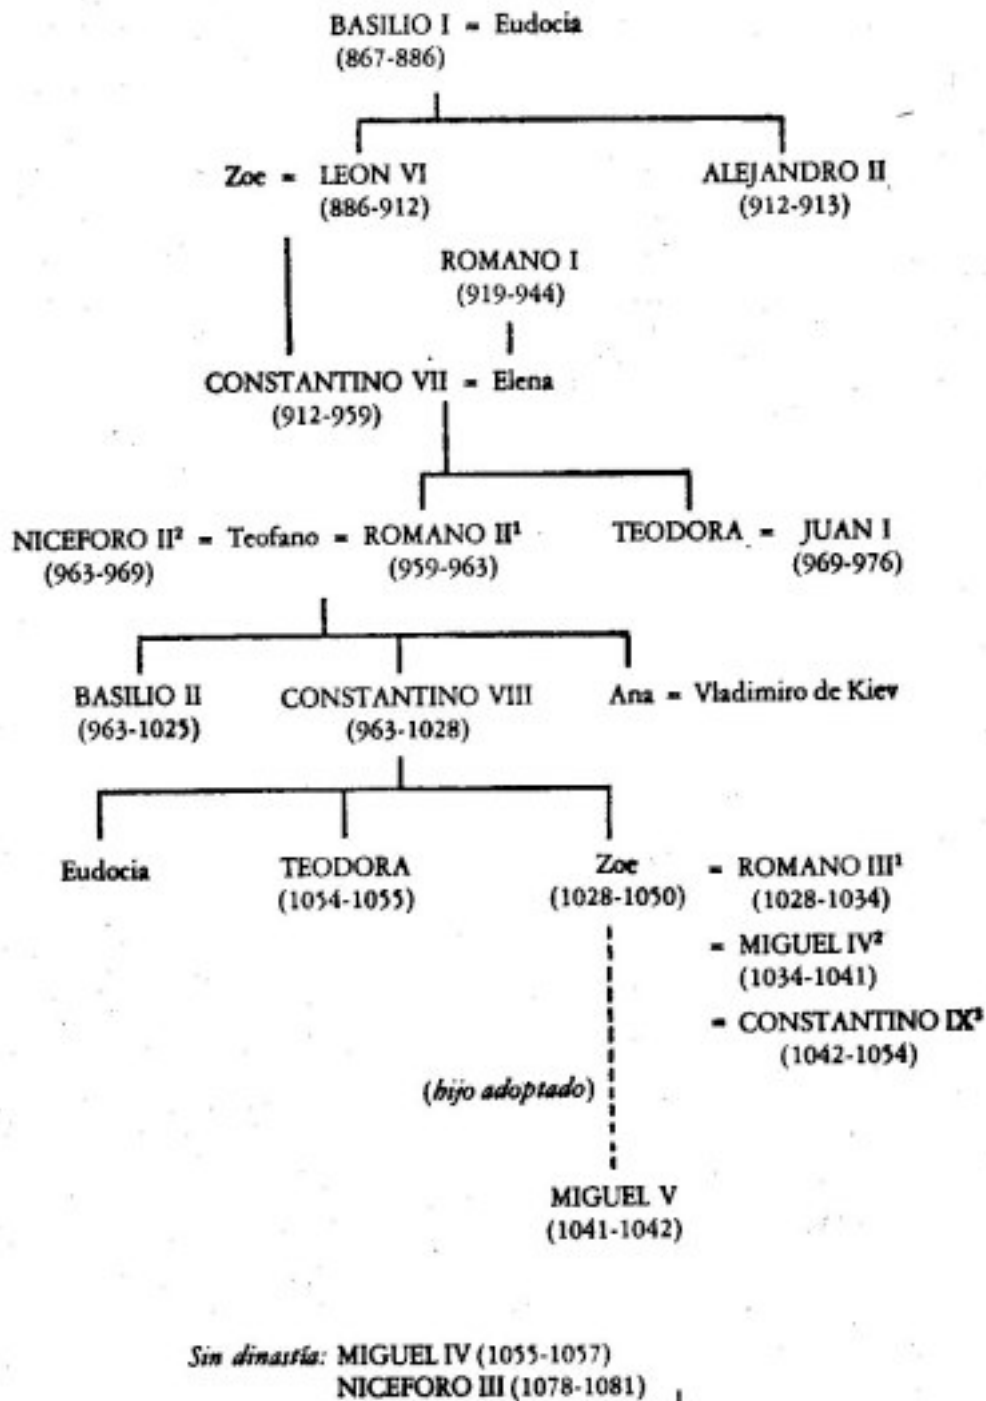 BASILIO I = Eudocia
(867-886)
Zoe = LEON VI
(886-912)
ALEJANDRO II
(912-913)
ROMANO I
(919-944)
CONSTANTINO VII = Elena
(912-959)
NICEFORO II² = Teofano = ROMANO II¹
(963-969)
(959-963)
TEODORA = JUAN I
(969-976)
BASILIO II
(963-1025)
CONSTANTINO VIII
(963-1028)
Ana = Vladimiro de Kiev
Eudocia
TEODORA
(1054-1055)
Zoe
(1028-1050)
= ROMANO III¹
(1028-1034)
= MIGUEL IV²
(1034-1041)
= CONSTANTINO IX³
(1042-1054)
(hijo adoptado)
MIGUEL V
(1041-1042)
Sin dinastía: MIGUEL IV (1055-1057)
NICEFORO III (1078-1081)